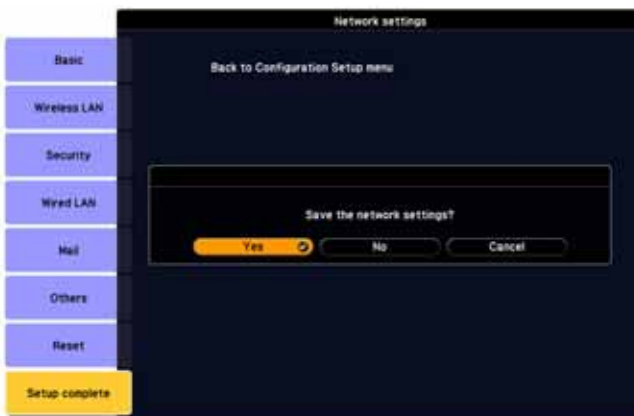 Network settings
Basic
Back to Configuration Setup menu
Wireless LAN
Security
Wired LAN
Save the network settings?
Yes No Cancel
Mail
Others
Reset
Setup complete